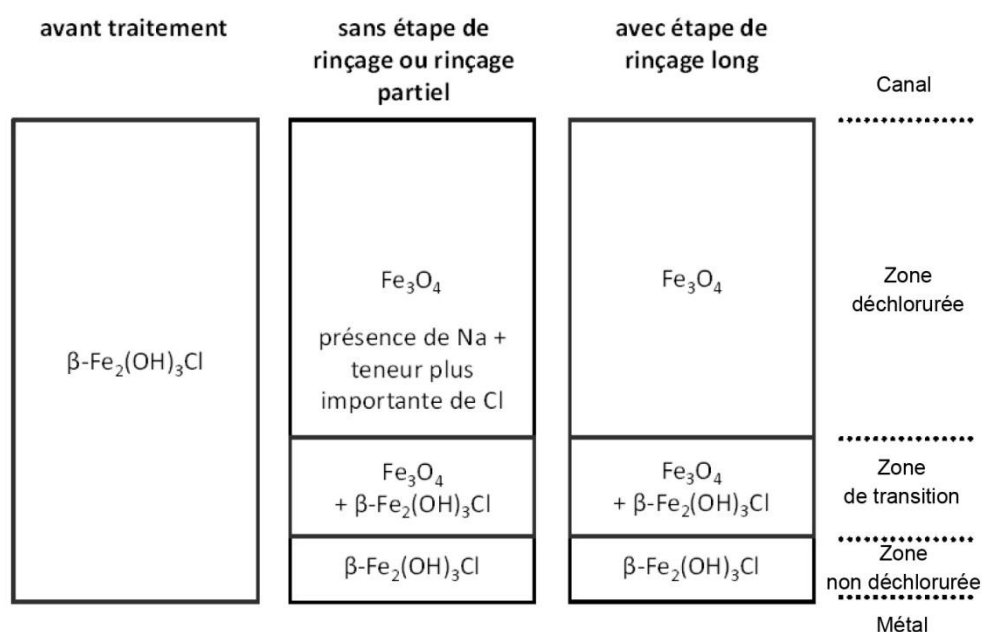 avant traitement
sans étape de
rinçage ou rinçage
partiel
avec étape de
rinçage long
Canal
β-Fe₂(OH)₃Cl
Fe₃O₄
présence de Na +
teneur plus
importante de Cl
Fe₃O₄
Zone
déchlorurée
Fe₃O₄
+ β-Fe₂(OH)₃Cl
Fe₃O₄
+ β-Fe₂(OH)₃Cl
Zone
de transition
β-Fe₂(OH)₃Cl
β-Fe₂(OH)₃Cl
Zone
non déchlorurée
Métal